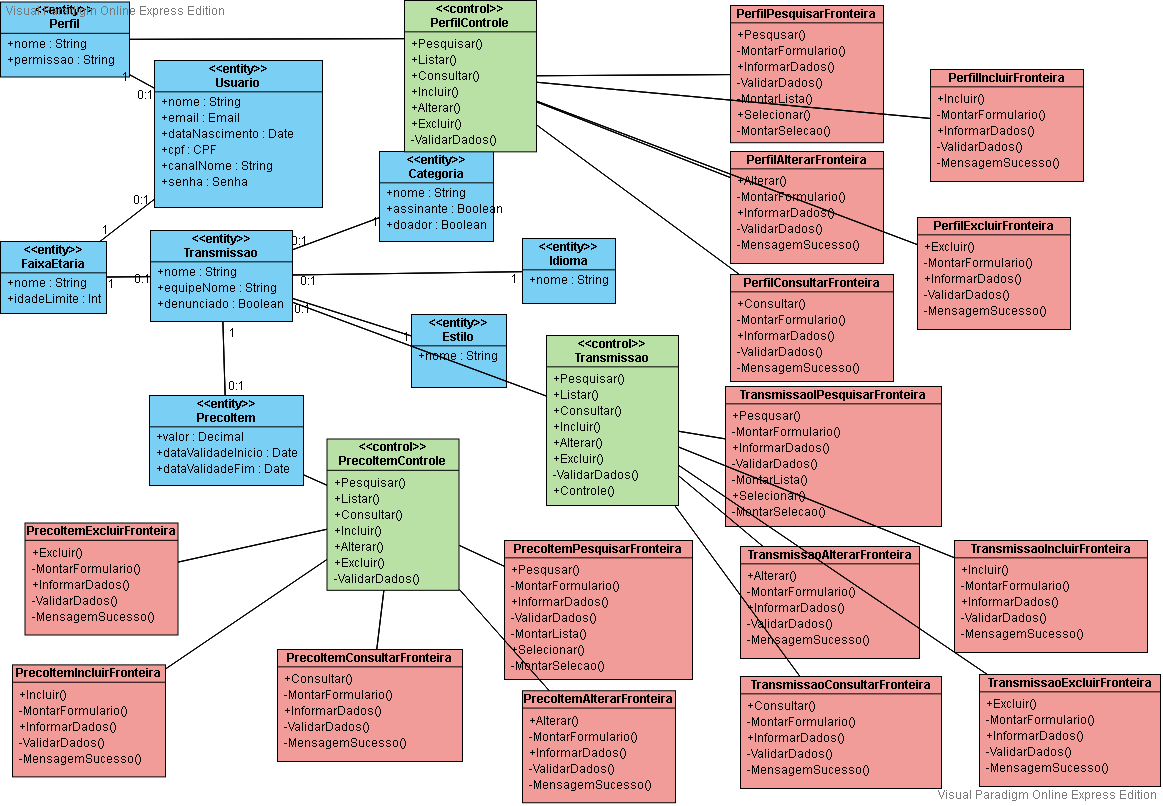 Visual Paradigm Online Express Edition
<<entity>>
Perfil
+nome : String
+permissao : String
1
0:1
<<entity>>
Usuario
+nome : String
+email : Email
+dataNascimento : Date
+cpf : CPF
+canalNome : String
+senha : Senha
0:1
1
<<control>>
PerfilControle
+Pesquisar()
+Listar()
+Consultar()
+Incluir()
+Alterar()
+Excluir()
-ValidarDados()
PerfilPesquisarFronteira
+Pesqusar()
-MontarFormulario()
+InformarDados()
-ValidarDados()
-MontarLista()
+Selecionar()
-MontarSelecao()
PerfilIncluirFronteira
+Incluir()
-MontarFormulario()
+InformarDados()
-ValidarDados()
-MensagemSucesso()
PerfilAlterarFronteira
+Alterar()
-MontarFormulario()
+InformarDados()
-ValidarDados()
-MensagemSucesso()
PerfilExcluirFronteira
+Excluir()
-MontarFormulario()
+InformarDados()
-ValidarDados()
-MensagemSucesso()
PerfilConsultarFronteira
+Consultar()
-MontarFormulario()
+InformarDados()
-ValidarDados()
-MensagemSucesso()
<<entity>>
Categoria
+nome : String
+assinante : Boolean
+doador : Boolean
0:1
1
<<entity>>
FaixaEtaria
+nome : String
+idadeLimite : Int
1
0:1
<<entity>>
Transmissao
+nome : String
+equipeNome : String
+denunciado : Boolean
0:1
1
<<entity>>
Idioma
+nome : String
0:1
1
<<entity>>
Estilo
+nome : String
1
0:1
<<entity>>
PrecoItem
+valor : Decimal
+dataValidadeInicio : Date
+dataValidadeFim : Date
<<control>>
Transmissao
+Pesquisar()
+Listar()
+Consultar()
+Incluir()
+Alterar()
+Excluir()
-ValidarDados()
+Controle()
TransmissaoIPesquisarFronteira
+Pesqusar()
-MontarFormulario()
+InformarDados()
-ValidarDados()
-MontarLista()
+Selecionar()
-MontarSelecao()
<<control>>
PrecoItemControle
+Pesquisar()
+Listar()
+Consultar()
+Incluir()
+Alterar()
+Excluir()
-ValidarDados()
PrecoItemExcluirFronteira
+Excluir()
-MontarFormulario()
+InformarDados()
-ValidarDados()
-MensagemSucesso()
PrecoItemPesquisarFronteira
+Pesqusar()
-MontarFormulario()
+InformarDados()
-ValidarDados()
-MontarLista()
+Selecionar()
-MontarSelecao()
TransmissaoAlterarFronteira
+Alterar()
-MontarFormulario()
+InformarDados()
-ValidarDados()
-MensagemSucesso()
TransmissaoIncluirFronteira
+Incluir()
-MontarFormulario()
+InformarDados()
-ValidarDados()
-MensagemSucesso()
PrecoItemIncluirFronteira
+Incluir()
-MontarFormulario()
+InformarDados()
-ValidarDados()
-MensagemSucesso()
PrecoItemConsultarFronteira
+Consultar()
-MontarFormulario()
+InformarDados()
-ValidarDados()
-MensagemSucesso()
PrecoItemAlterarFronteira
+Alterar()
-MontarFormulario()
+InformarDados()
-ValidarDados()
-MensagemSucesso()
TransmissaoConsultarFronteira
+Consultar()
-MontarFormulario()
+InformarDados()
-ValidarDados()
-MensagemSucesso()
TransmissaoExcluirFronteira
+Excluir()
-MontarFormulario()
+InformarDados()
-ValidarDados()
-MensagemSucesso()
Visual Paradigm Online Express Edition